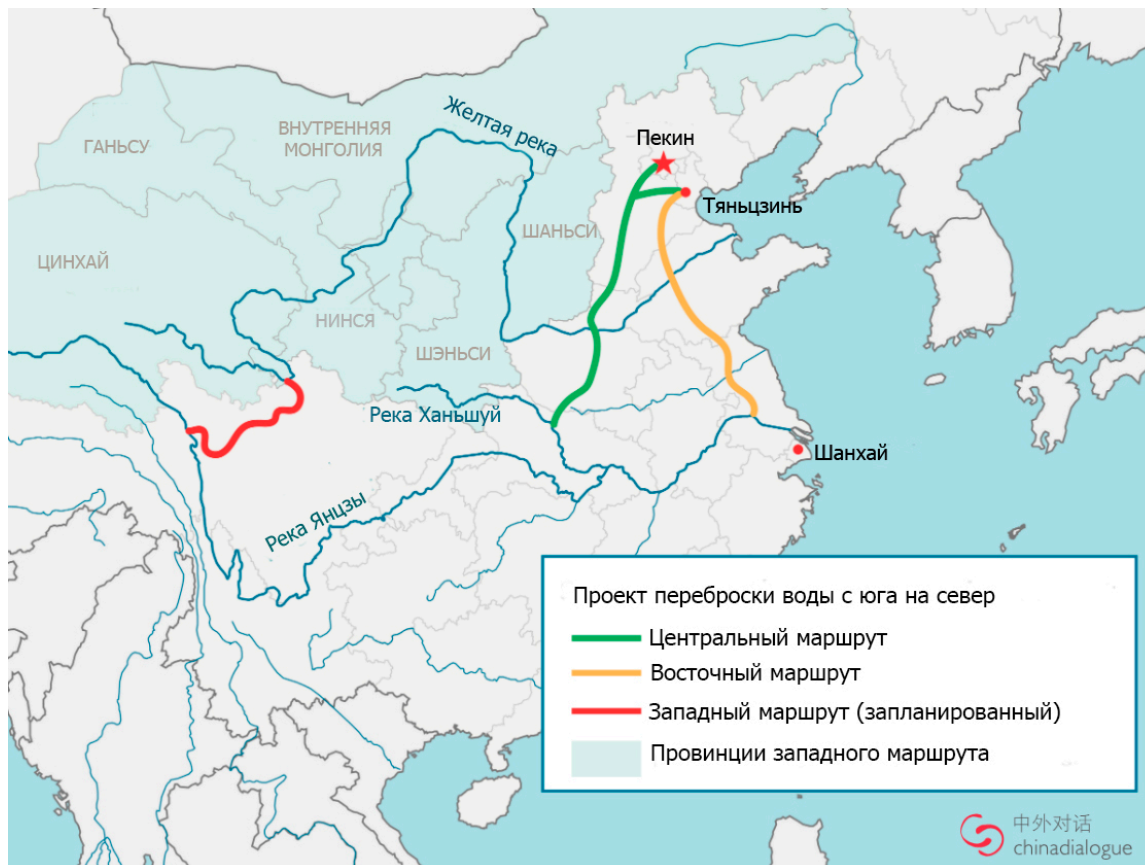 Желтая река
Пекин
ГАНЬСУ
ВНУТРЕННЯЯ
МОНГОЛИЯ
Тяньцзинь
ШАНЬСИ
ЦИНХАЙ
НИНСЯ
ШЭНЬСИ
Река Ханьшуй
Шанхай
Река Янцзы
Проект переброски воды с юга на север
Центральный маршрут
Восточный маршрут
Западный маршрут (запланированный)
Провинции западного маршрута
中外对话
chinadialogue